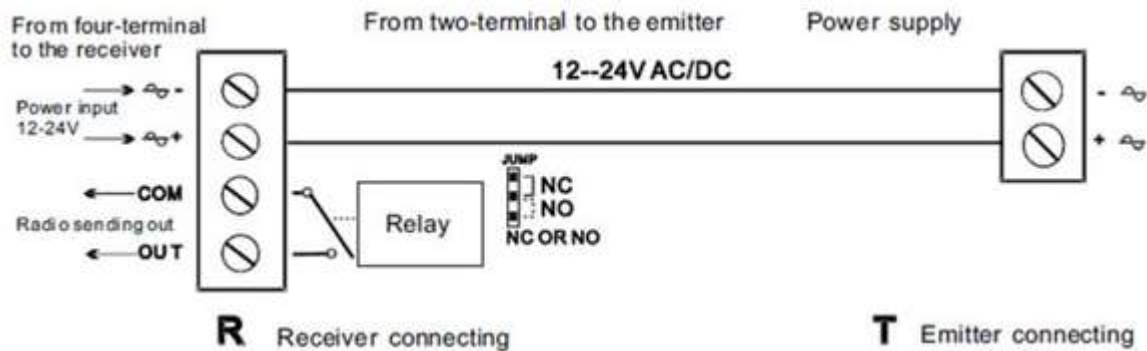 From four-terminal
to the receiver
From two-terminal to the emitter
Power supply
12--24V AC/DC
-
-
Power input
12-24V
+
+
JUMP
NC
NO
NC OR NO
COM
Relay
Radio sending out
OUT
R Receiver connecting
T Emitter connecting